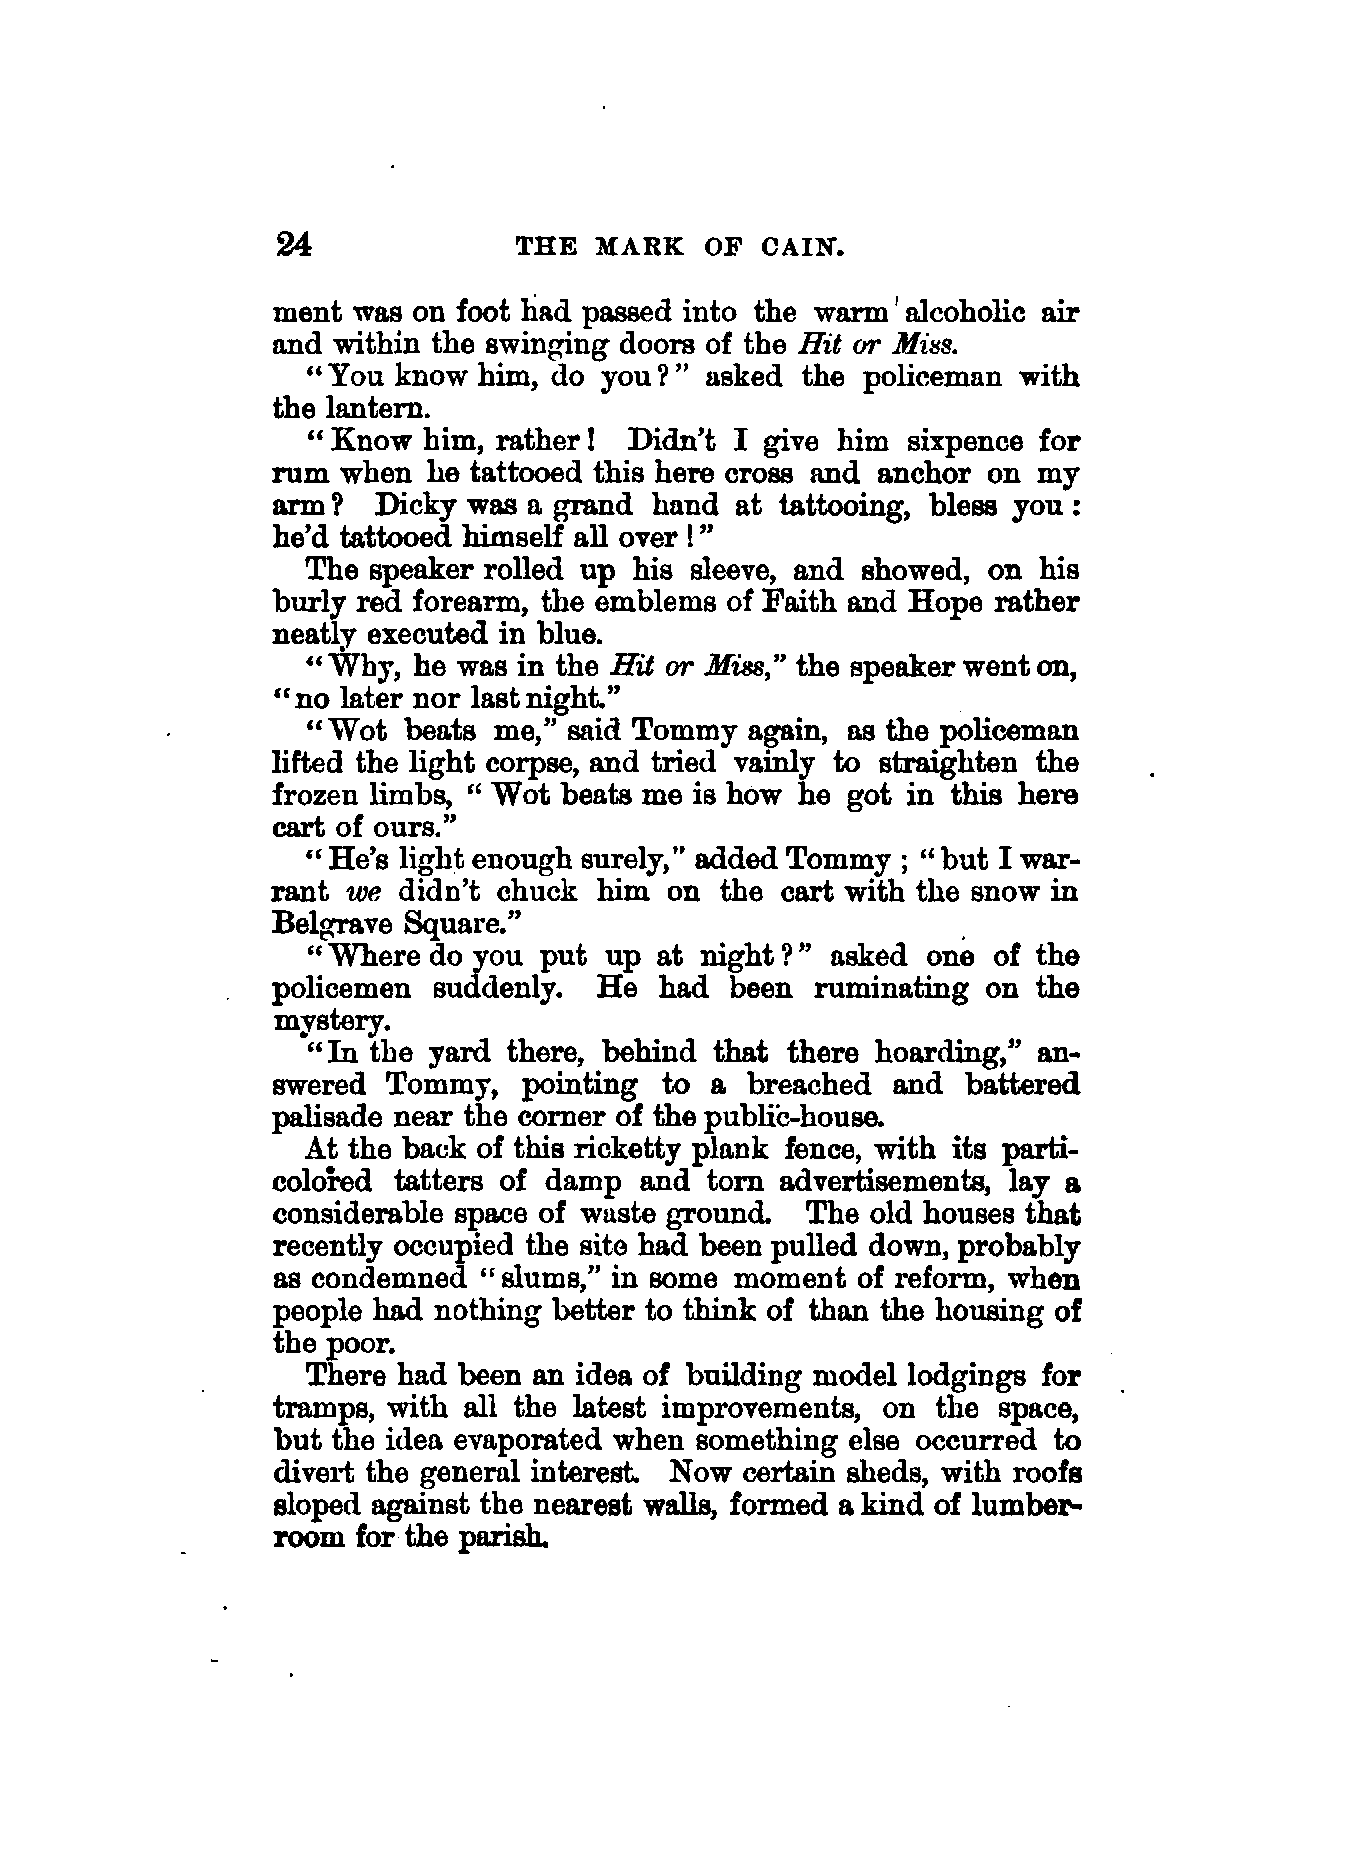 24 THE MARK OF CAIN.
ment was on foot had passed into the warm alcoholic air
and within the swinging doors of the Hit or Miss.
"You know him, do you?" asked the policeman with
the lantern.
"Know him, rather! Didn't I give him sixpence for
rum when he tattooed this here cross and anchor on my
arm? Dicky was a grand hand at tattooing, bless you:
he'd tattooed himself all over!"
The speaker rolled up his sleeve, and showed, on his
burly red forearm, the emblems of Faith and Hope rather
neatly executed in blue.
"Why, he was in the Hit or Miss," the speaker went on,
"no later nor last night."
"Wot beats me," said Tommy again, as the policeman
lifted the light corpse, and tried vainly to straighten the
frozen limbs, "Wot beats me is how he got in this here
cart of ours."
"He's light enough surely," added Tommy; "but I war-
rant we didn't chuck him on the cart with the snow in
Belgrave Square."
"Where do you put up at night?" asked one of the
policemen suddenly. He had been ruminating on the
mystery.
"In the yard there, behind that there hoarding," an-
swered Tommy, pointing to a breached and battered
palisade near the corner of the public-house.
At the back of this ricketty plank fence, with its parti-
colored tatters of damp and torn advertisements, lay a
considerable space of waste ground. The old houses that
recently occupied the site had been pulled down, probably
as condemned "slums," in some moment of reform, when
people had nothing better to think of than the housing of
the poor.
There had been an idea of building model lodgings for
tramps, with all the latest improvements, on the space,
but the idea evaporated when something else occurred to
divert the general interest. Now certain sheds, with roofs
sloped against the nearest walls, formed a kind of lumber-
room for the parish.